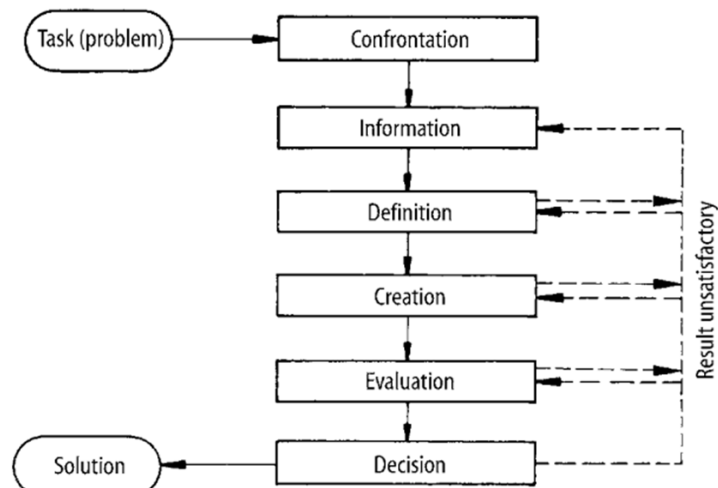 Task (problem)
Confrontation
Information
Definition
Creation
Evaluation
Decision
Solution
Result unsatisfactory